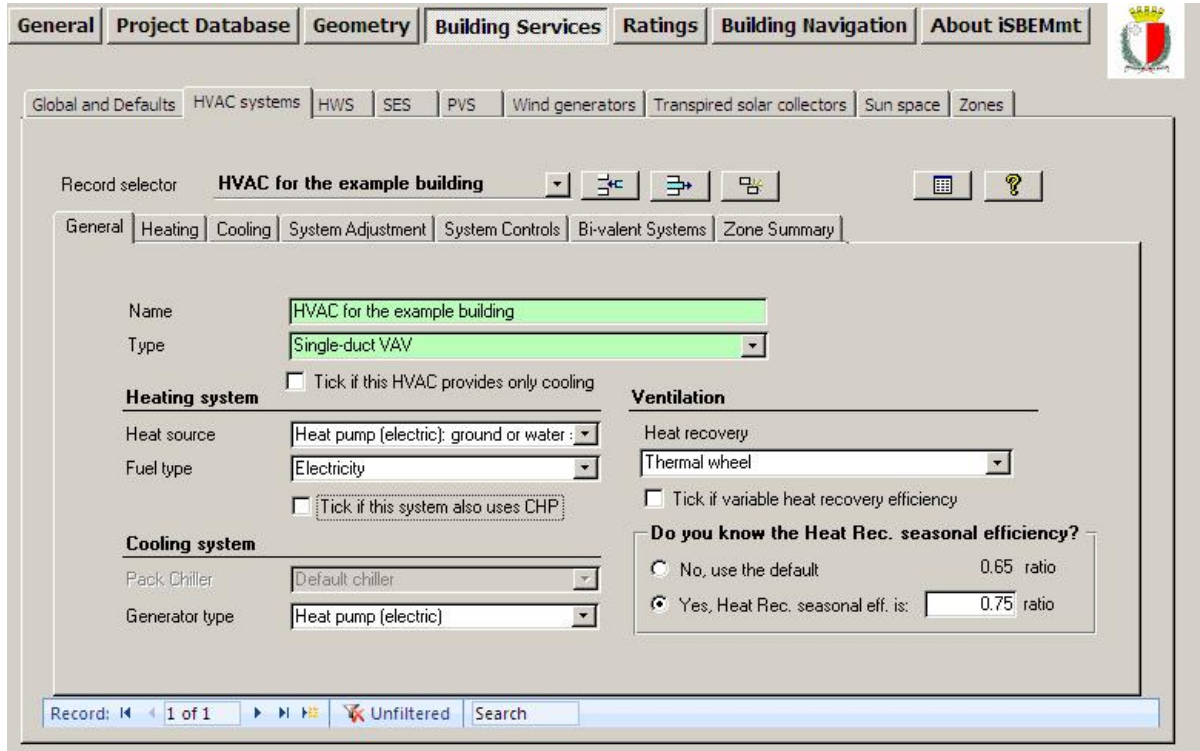 General Project Database Geometry Building Services Ratings Building Navigation About iSBEMmt
Global and Defaults HVAC systems HWS SES PVS Wind generators Transpired solar collectors Sun space Zones
Record selector HVAC for the example building
General Heating Cooling System Adjustment System Controls Bi-valent Systems Zone Summary
Name HVAC for the example building
Type Single-duct VAV
Tick if this HVAC provides only cooling
Heating system
Heat source Heat pump (electric): ground or water
Fuel type Electricity
Tick if this system also uses CHP
Cooling system
Pack Chiller Default chiller
Generator type Heat pump (electric)
Ventilation
Heat recovery
Thermal wheel
Tick if variable heat recovery efficiency
Do you know the Heat Rec. seasonal efficiency?
No, use the default 0.65 ratio
Yes, Heat Rec. seasonal eff. is: 0.75 ratio
Record: 1 of 1 Unfiltered Search